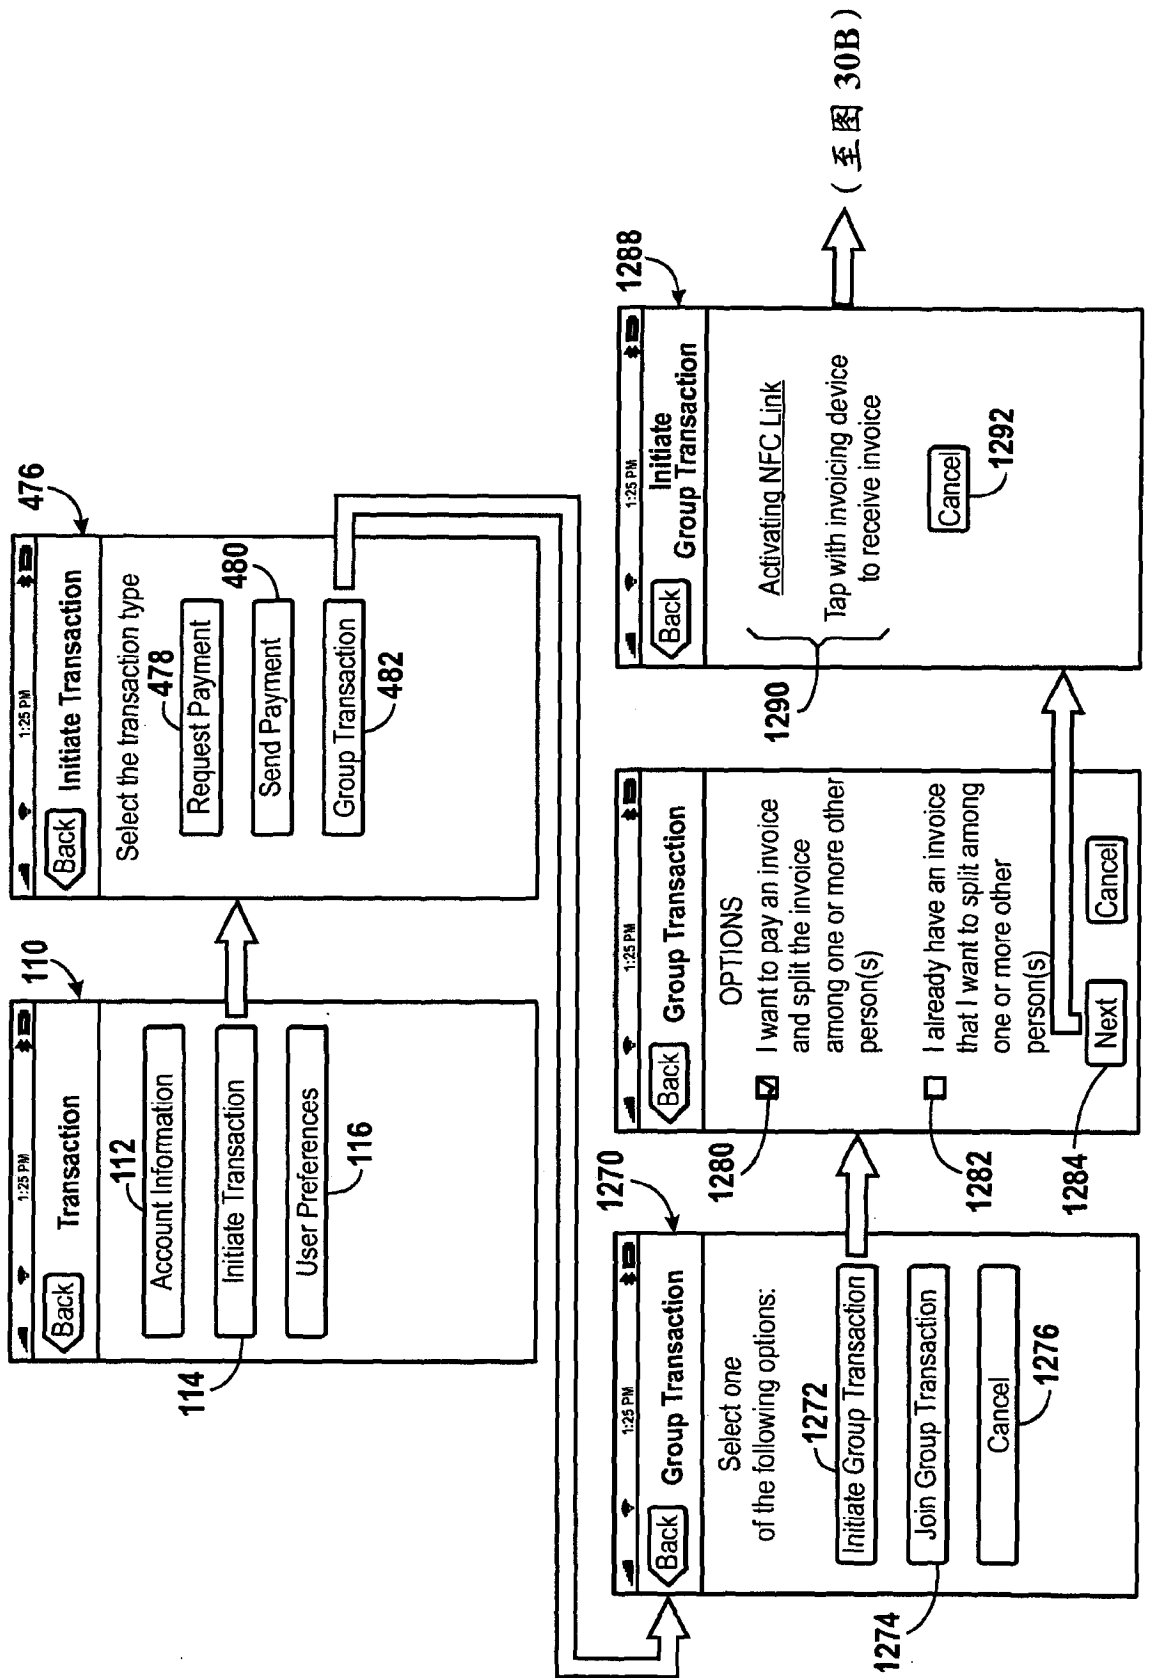 1:25 PM
Back
Transaction
110
112
Account Information
Initiate Transaction
114
User Preferences
116
1:25 PM
Back
Initiate Transaction
476
Select the transaction type
Request Payment
478
480
Send Payment
Group Transaction
482
1:25 PM
Back
Group Transaction
1270
Select one
of the following options:
1272
Initiate Group Transaction
Join Group Transaction
1274
Cancel
1276
1:25 PM
Back
Group Transaction
OPTIONS
1280
I want to pay an invoice
and split the invoice
among one or more other
person(s)
1282
I already have an invoice
that I want to split among
one or more other
person(s)
1284
Next
Cancel
1:25 PM
Back
Initiate
Group Transaction
1288
1290
Activating NFC Link
Tap with invoicing device
to receive invoice
Cancel
1292
(至图 30B)